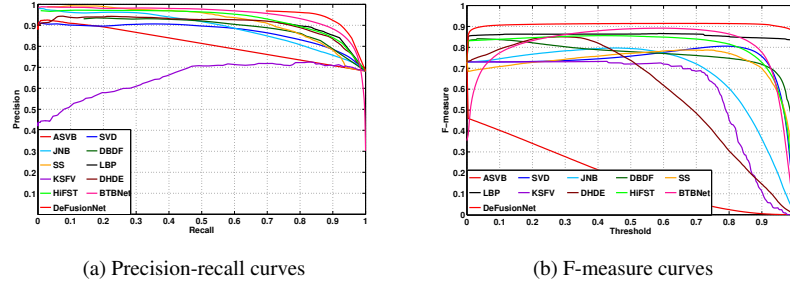 1
0.9
0.8
0.7
0.6
0.5
0.4
0.3
0.2
0.1
Precision
ASVB SVD
JNB DBDF
SS LBP
KSFV DHDE
HiFST BTBNet
DeFusionNet
0 0.1 0.2 0.3 0.4 0.5 0.6 0.7 0.8 0.9 1
Recall
(a) Precision-recall curves
1
0.9
0.8
0.7
0.6
0.5
0.4
0.3
0.2
0.1
0
F-measure
ASVB SVD JNB DBDF SS
LBP KSFV DHDE HiFST BTBNet
DeFusionNet
0 0.1 0.2 0.3 0.4 0.5 0.6 0.7 0.8 0.9 1
Threshold
(b) F-measure curves